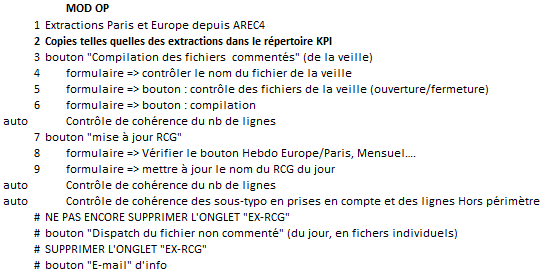 MOD OP
1 Extractions Paris et Europe depuis AREC4
2 Copies telles quelles des extractions dans le répertoire KPI
3 bouton "Compilation des fichiers commentés" (de la veille)
4 formulaire => contrôler le nom du fichier de la veille
5 formulaire => bouton : contrôle des fichiers de la veille (ouverture/fermeture)
6 formulaire => bouton : compilation
auto Contrôle de cohérence du nb de lignes
7 bouton "mise à jour RCG"
8 formulaire => Vérifier le bouton Hebdo Europe/Paris, Mensuel....
9 formulaire => mettre à jour le nom du RCG du jour
auto Contrôle de cohérence du nb de lignes
auto Contrôle de cohérence des sous-typo en prises en compte et des lignes Hors périmètre
# NE PAS ENCORE SUPPRIMER L'ONGLET "EX-RCG"
# bouton "Dispatch du fichier non commenté" (du jour, en fichers individuels)
# SUPPRIMER L'ONGLET "EX-RCG"
# bouton "E-mail" d'info